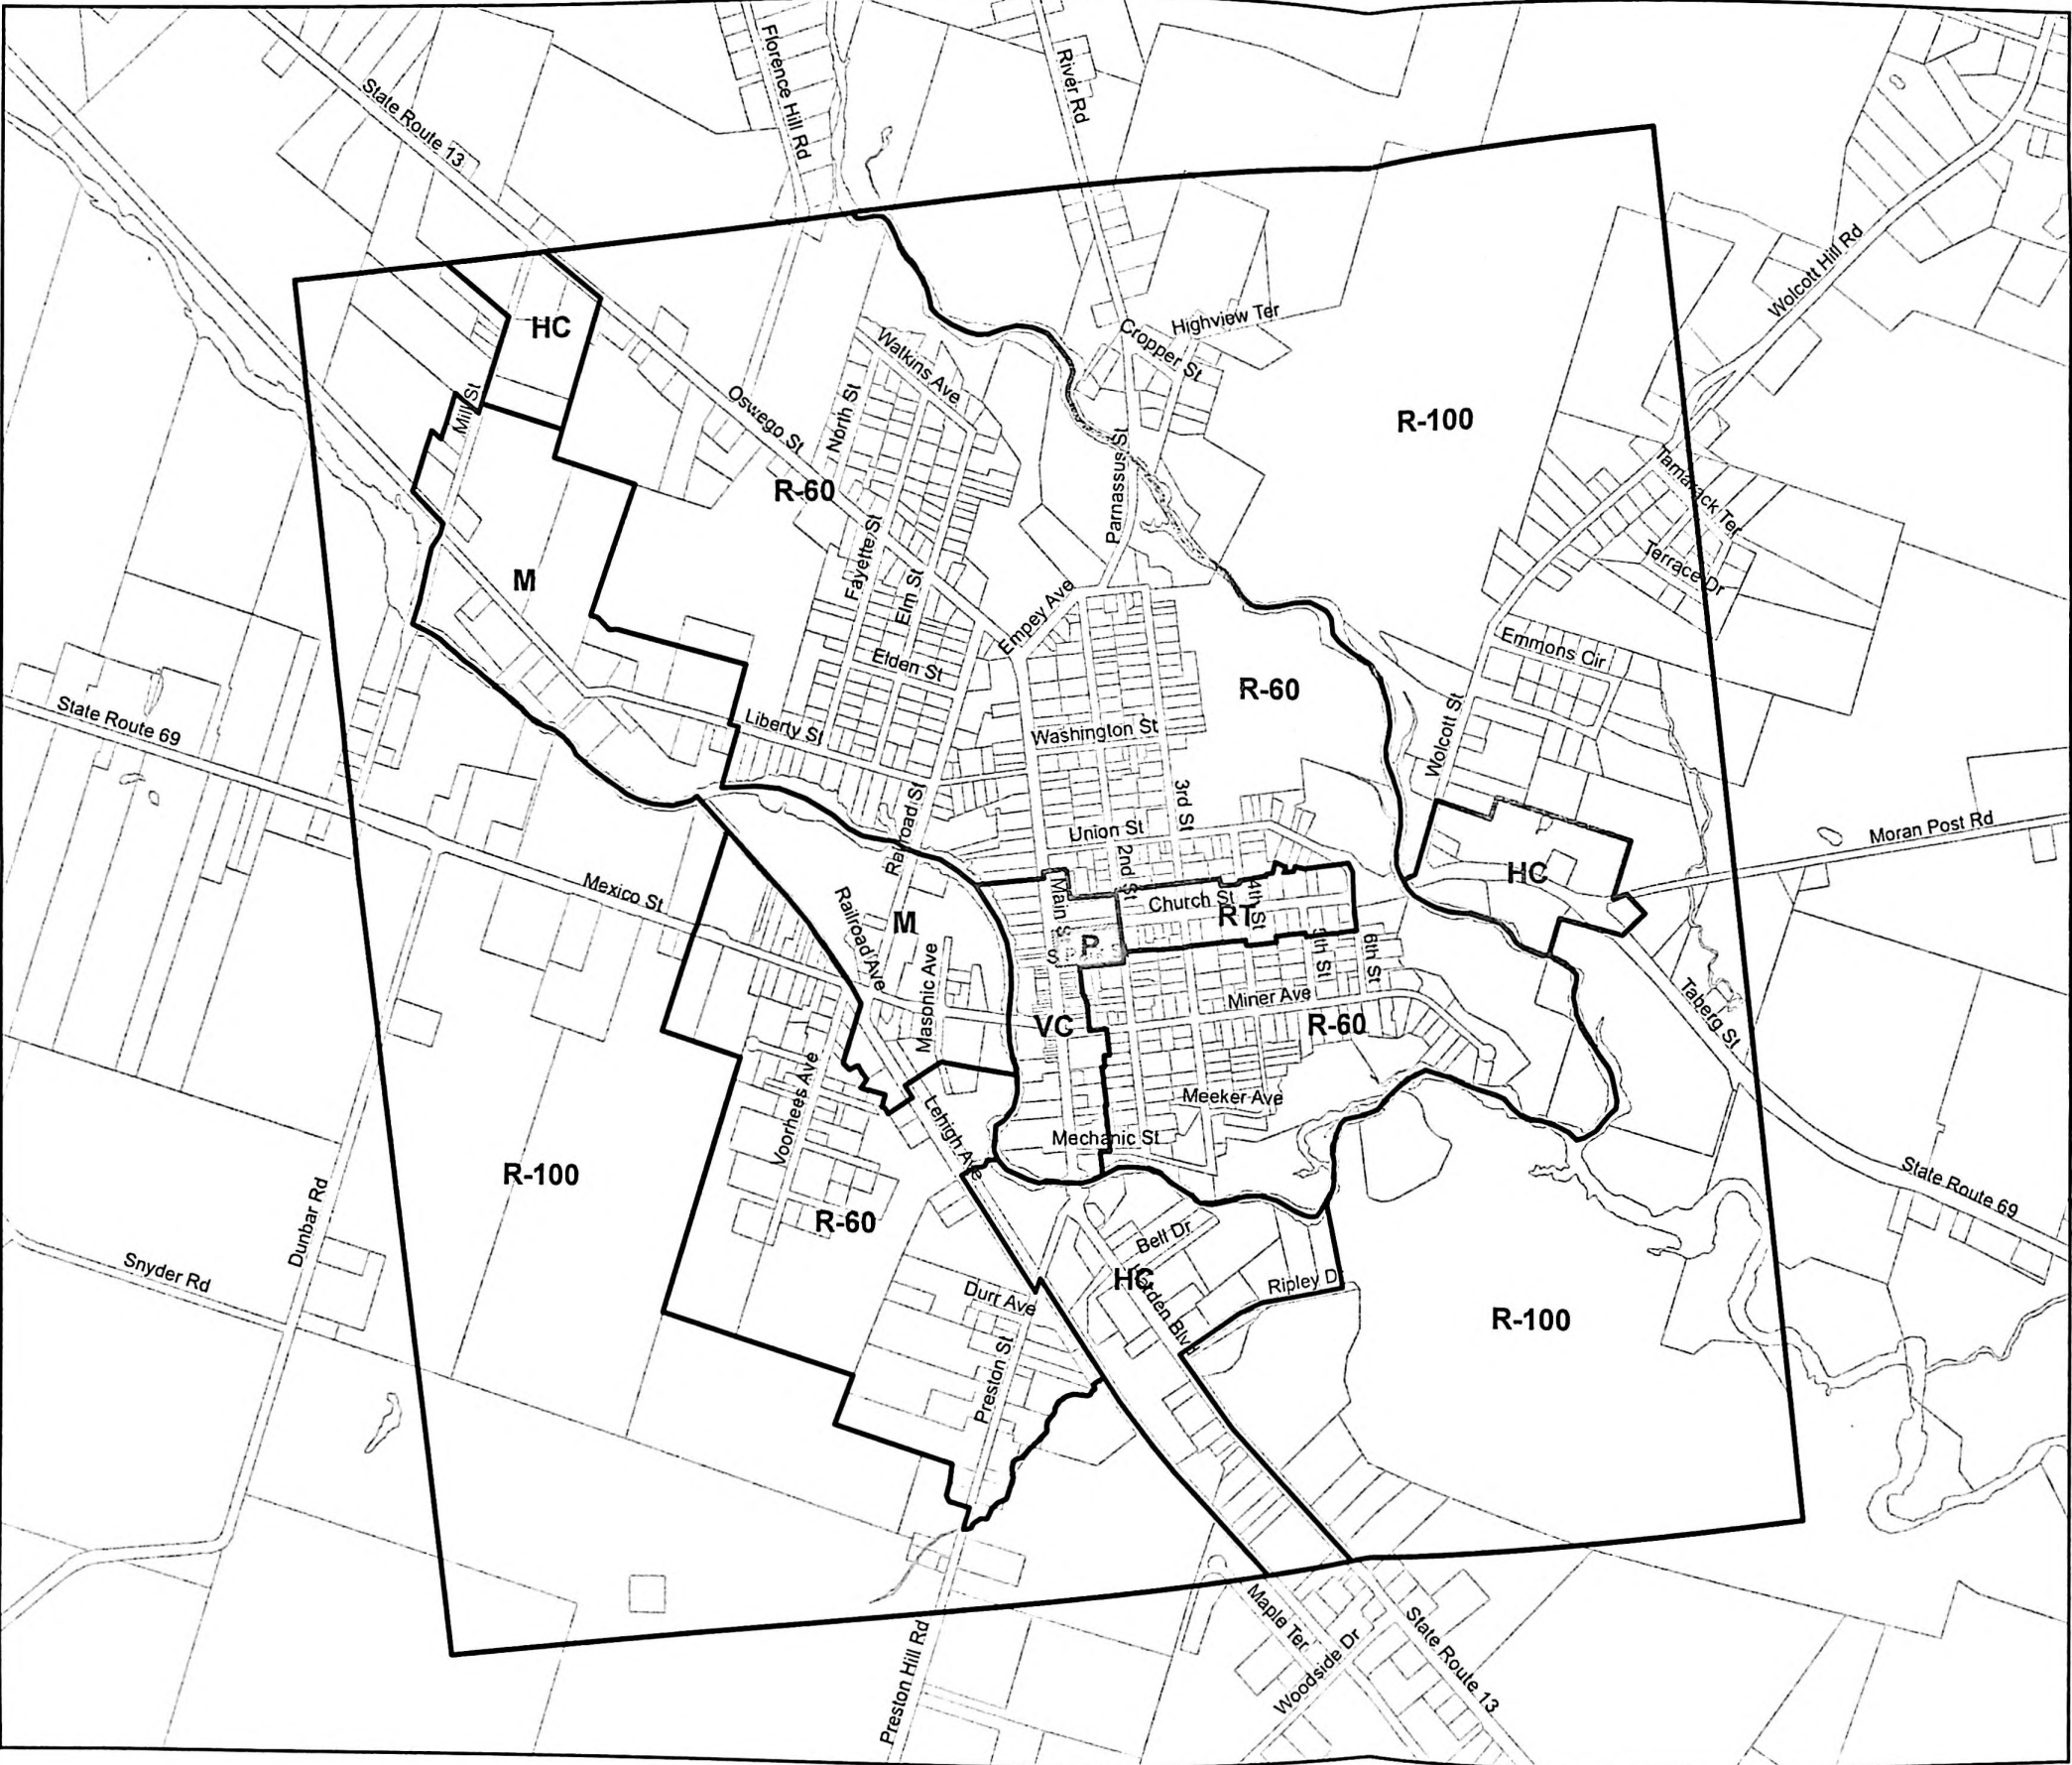 Florence Hill Rd
River Rd
State Route 13
Wolcott Hill Rd
HC
Highview Ter
Cropper St
Watkins Ave
Mill St
Oswego St
North St
R-100
R-60
Parnassus St
Tamarack Ter
Terrace Dr
Fayette St
Elm St
M
Empey Ave
Emmons Cir
Elden St
R-60
State Route 69
Liberty St
Washington St
Wolcott St
Railroad St
3rd St
Union St
Moran Post Rd
2nd St
HC
Mexico St
Main S
Church St
4th St
RT
Railroad Ave
M
P
S
5th St
6th St
Masonic Ave
Miner Ave
VC
R-60
Taberg St
Voorhees Ave
Meeker Ave
Lehigh Ave
Mechanic St
R-100
State Route 69
Dunbar Rd
R-60
Bell Dr
Snyder Rd
HC
Ripley D
Durr Ave
R-100
Preston St
Maple Ter
State Route 13
Woodside Dr
Preston Hill Rd